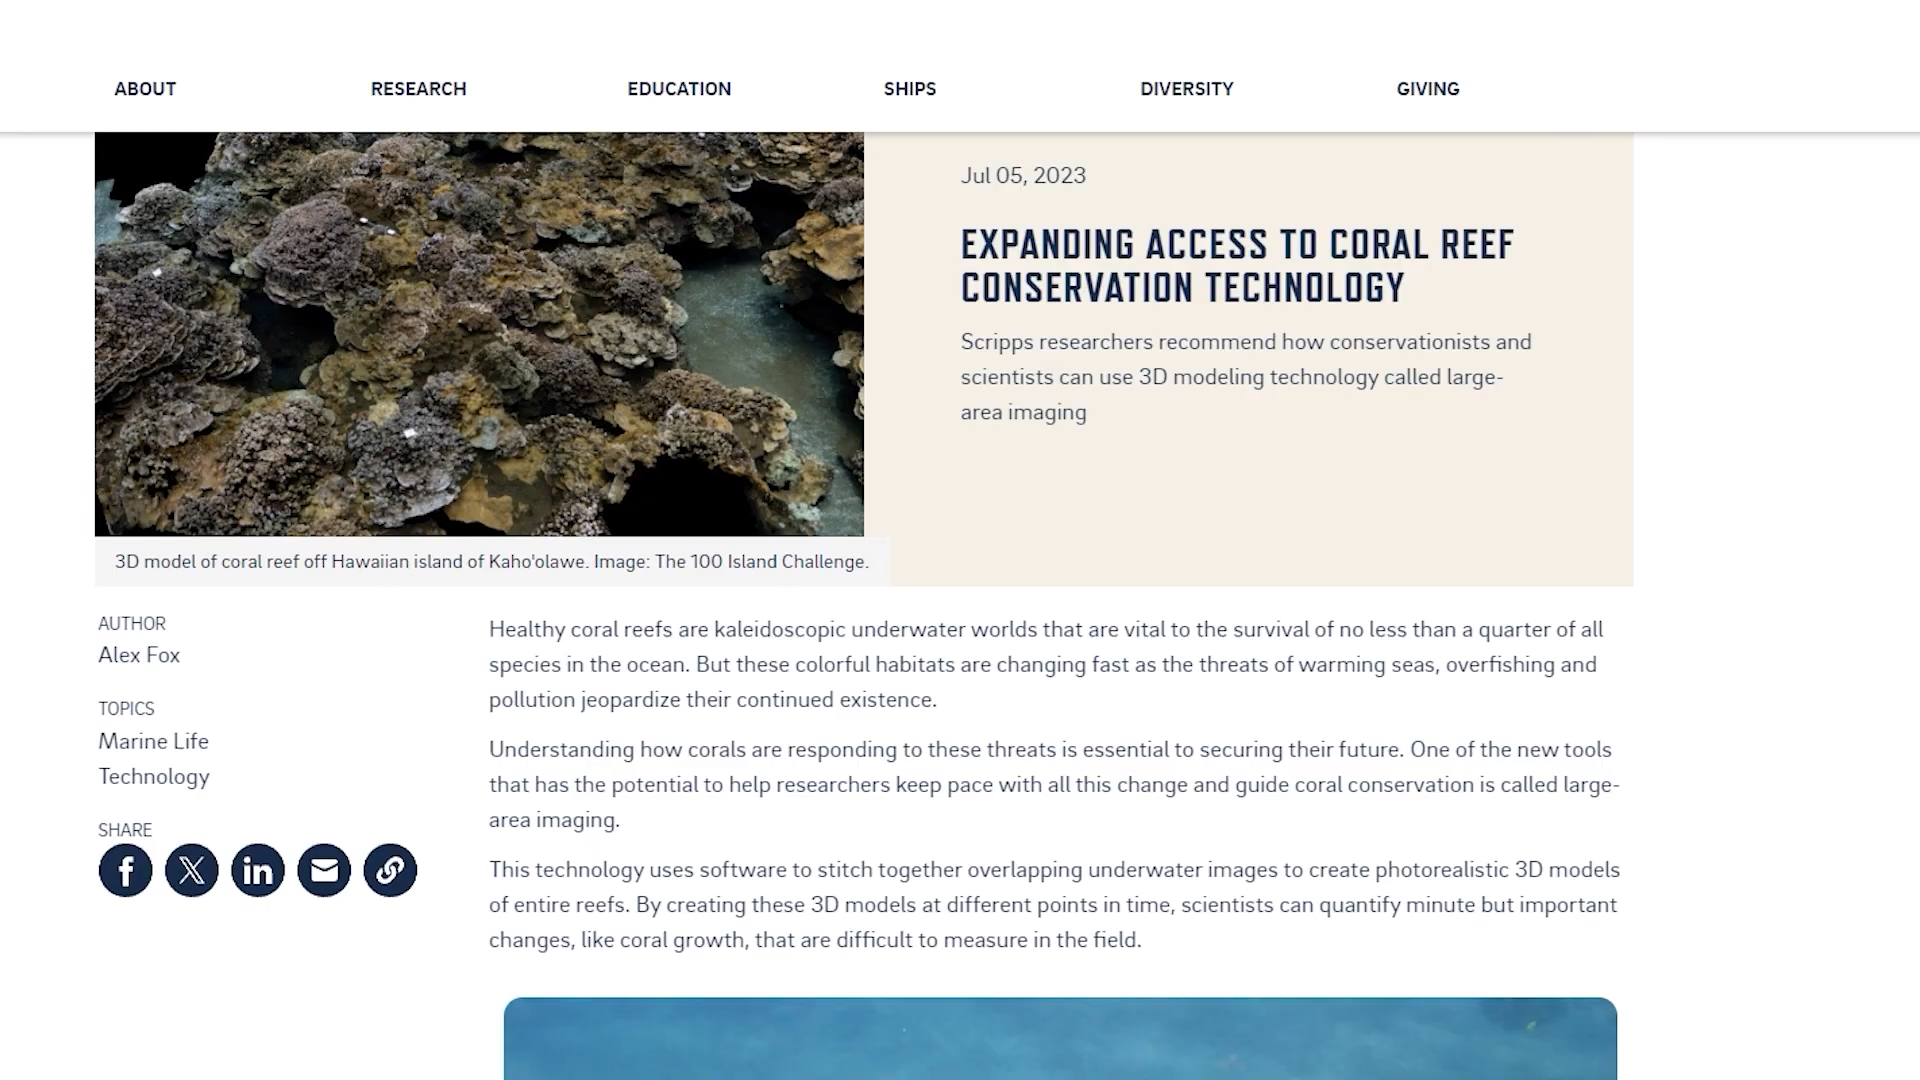 ABOUT
RESEARCH
EDUCATION
SHIPS
DIVERSITY
GIVING
Jul 05, 2023
EXPANDING ACCESS TO CORAL REEF
CONSERVATION TECHNOLOGY
Scripps researchers recommend how conservationists and
scientists can use 3D modeling technology called large-
area imaging
3D model of coral reef off Hawaiian island of Kaho'olawe. Image: The 100 Island Challenge.
AUTHOR
Alex Fox
TOPICS
Marine Life
Technology
SHARE
Healthy coral reefs are kaleidoscopic underwater worlds that are vital to the survival of no less than a quarter of all
species in the ocean. But these colorful habitats are changing fast as the threats of warming seas, overfishing and
pollution jeopardize their continued existence.
Understanding how corals are responding to these threats is essential to securing their future. One of the new tools
that has the potential to help researchers keep pace with all this change and guide coral conservation is called large-
area imaging.
This technology uses software to stitch together overlapping underwater images to create photorealistic 3D models
of entire reefs. By creating these 3D models at different points in time, scientists can quantify minute but important
changes, like coral growth, that are difficult to measure in the field.